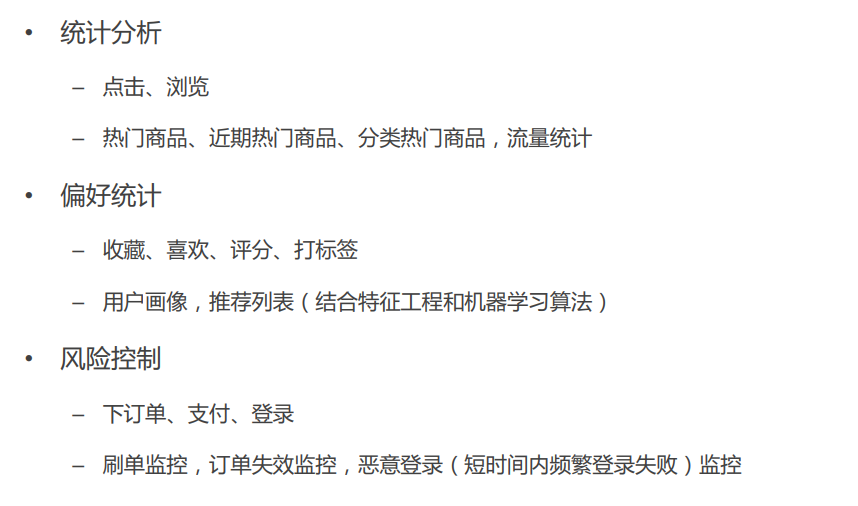 • 统计分析
– 点击、浏览
– 热门商品、近期热门商品、分类热门商品，流量统计
• 偏好统计
– 收藏、喜欢、评分、打标签
– 用户画像，推荐列表（结合特征工程和机器学习算法）
• 风险控制
– 下订单、支付、登录
– 刷单监控，订单失效监控，恶意登录（短时间内频繁登录失败）监控